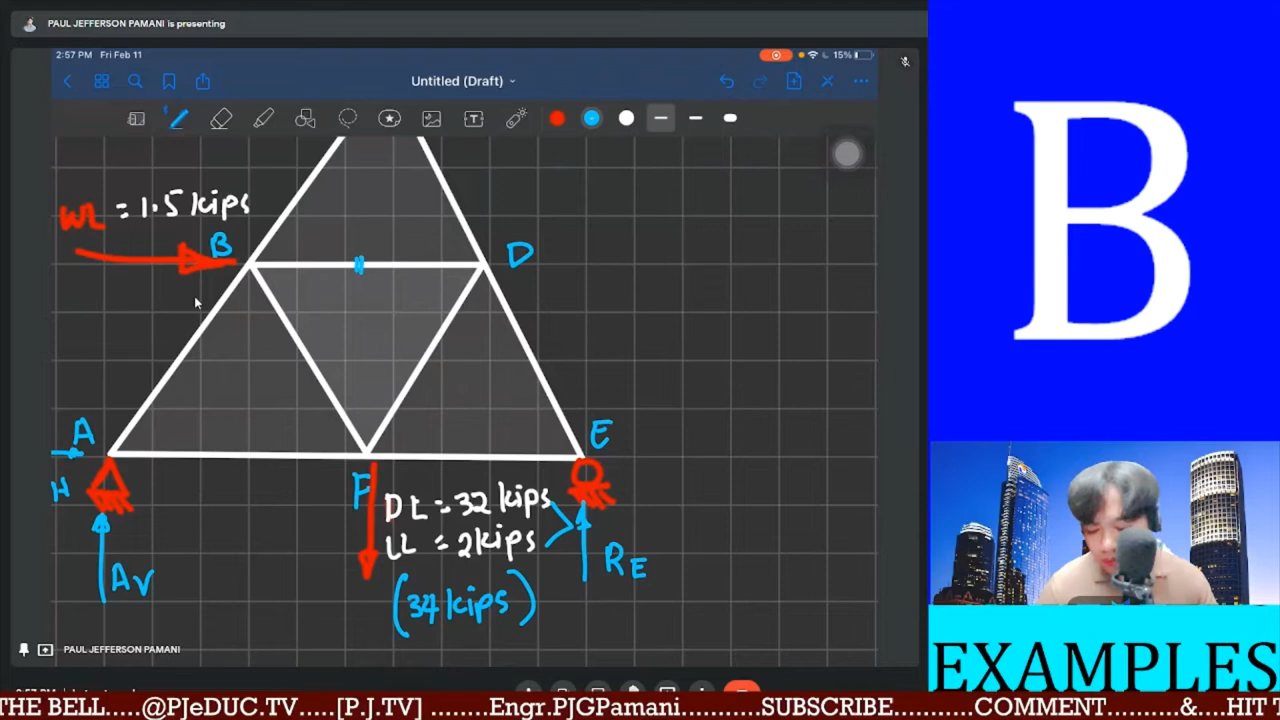 PAUL JEFFERSON PAMANI is presenting
2:57 PM Fri Feb 11
15%
Untitled (Draft)
WL = 1.5 kips
B
D
A
E
H
F
DL = 32 kips
LL = 2 kips
AV
RE
(34 kips)
PAUL JEFFERSON PAMANI
B
EXAMPLES
THE BELL.....@PJeDUC.TV....[P.J.TV] ....Engr.PJGPamani.........SUBSCRIBE.......COMMENT........&....HIT T